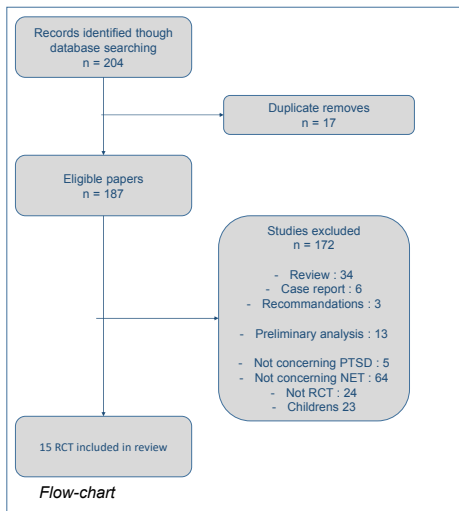 Records identified though
database searching
n = 204
Duplicate removes
n = 17
Eligible papers
n = 187
Studies excluded
n = 172
- Review : 34
- Case report : 6
- Recommandations : 3
- Preliminary analysis : 13
- Not concerning PTSD : 5
- Not concerning NET : 64
- Not RCT : 24
- Childrens 23
15 RCT included in review
Flow-chart